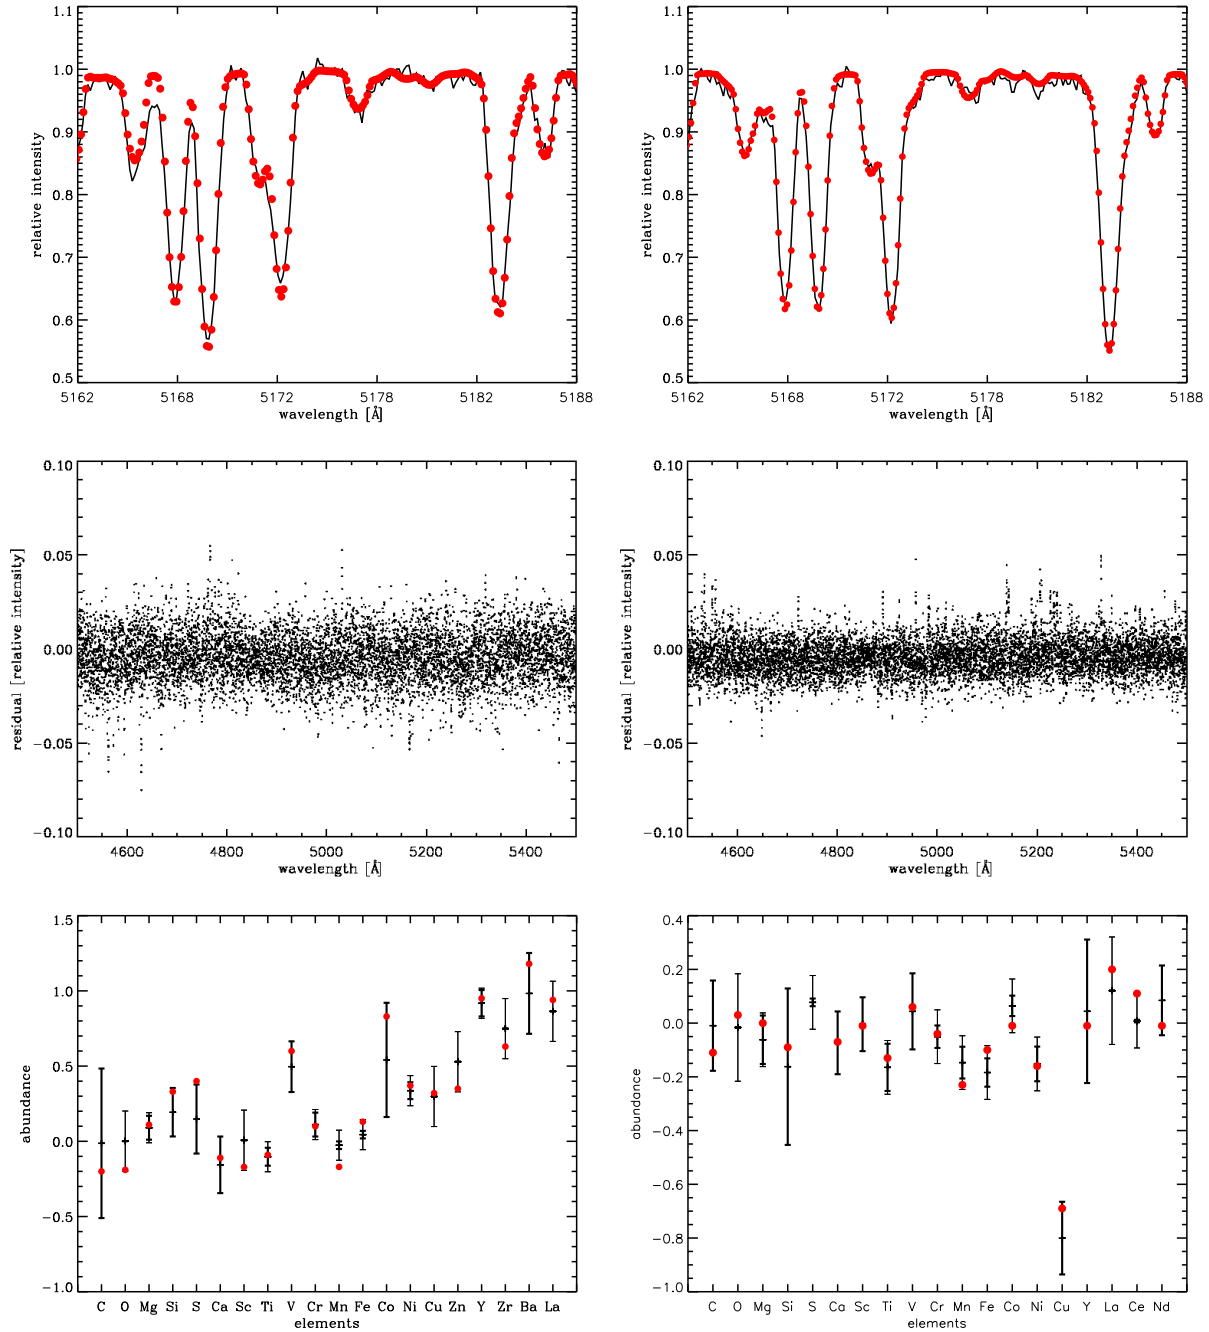 1.1
1.0
0.9
0.8
0.7
0.6
0.5
relative intensity
5162 5168 5172 5178 5182 5188
wavelength [Å]
1.1
1.0
0.9
0.8
0.7
0.6
0.5
relative intensity
5162 5168 5172 5178 5182 5188
wavelength [Å]
0.10
0.05
0.00
−0.05
−0.10
residual [relative intensity]
4600 4800 5000 5200 5400
wavelength [Å]
0.10
0.05
0.00
−0.05
−0.10
residual [relative intensity]
4600 4800 5000 5200 5400
wavelength [Å]
1.5
1.0
0.5
0.0
−0.5
−1.0
abundance
C O Mg Si S Ca Sc Ti V Cr Mn Fe Co Ni Cu Zn Y Zr Ba La
elements
0.4
0.2
0.0
−0.2
−0.4
−0.6
−0.8
−1.0
abundance
C O Mg Si S Ca Sc Ti V Cr Mn Fe Co Ni Cu Y La Ce Nd
elements